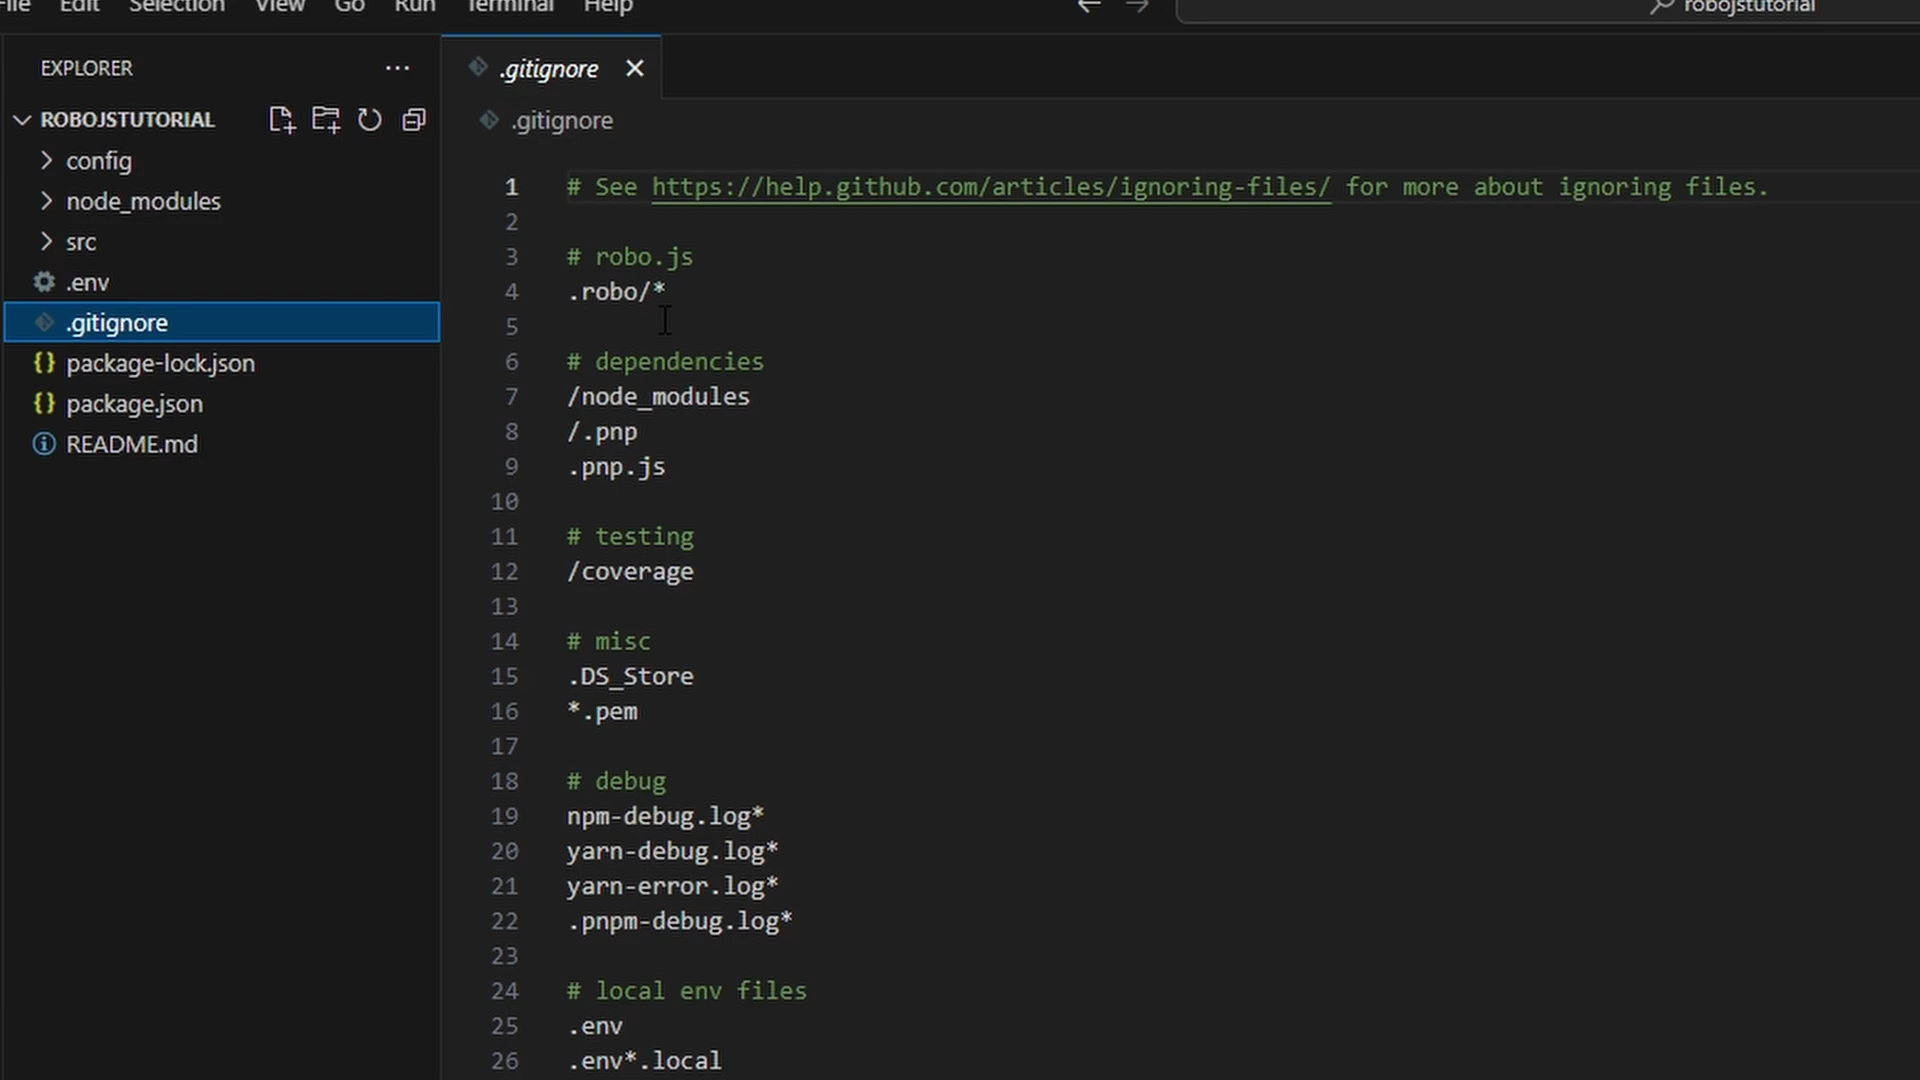 File Edit Selection View Go Run Terminal Help
robojstutorial
EXPLORER
.gitignore
ROBOJSTUTORIAL
config
node_modules
src
.env
.gitignore
package-lock.json
package.json
README.md
.gitignore
1 # See https://help.github.com/articles/ignoring-files/ for more about ignoring files.
2
3 # robo.js
4 .robo/*
5
6 # dependencies
7 /node_modules
8 /.pnp
9 .pnp.js
10
11 # testing
12 /coverage
13
14 # misc
15 .DS_Store
16 *.pem
17
18 # debug
19 npm-debug.log*
20 yarn-debug.log*
21 yarn-error.log*
22 .pnpm-debug.log*
23
24 # local env files
25 .env
26 .env*.local